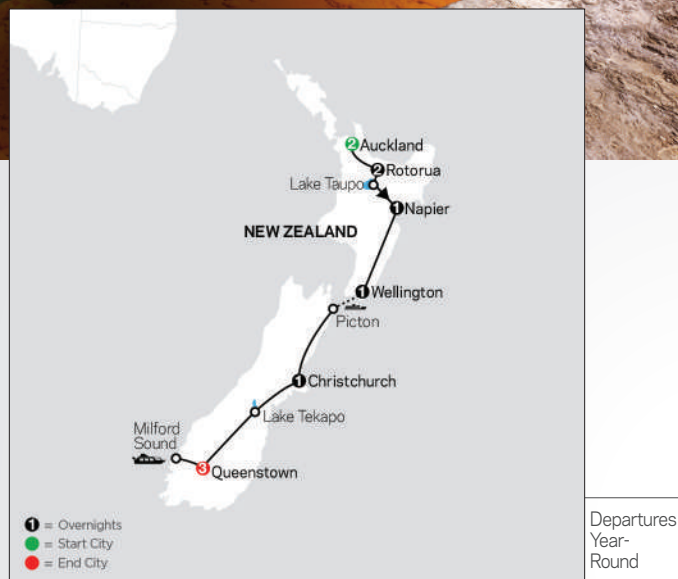 2 Auckland
2 Rotorua
Lake Taupo
1 Napier
NEW ZEALAND
1 Wellington
Picton
1 Christchurch
Lake Tekapo
Milford
Sound
3 Queenstown
1 = Overnights
= Start City
= End City
Departures
Year-
Round